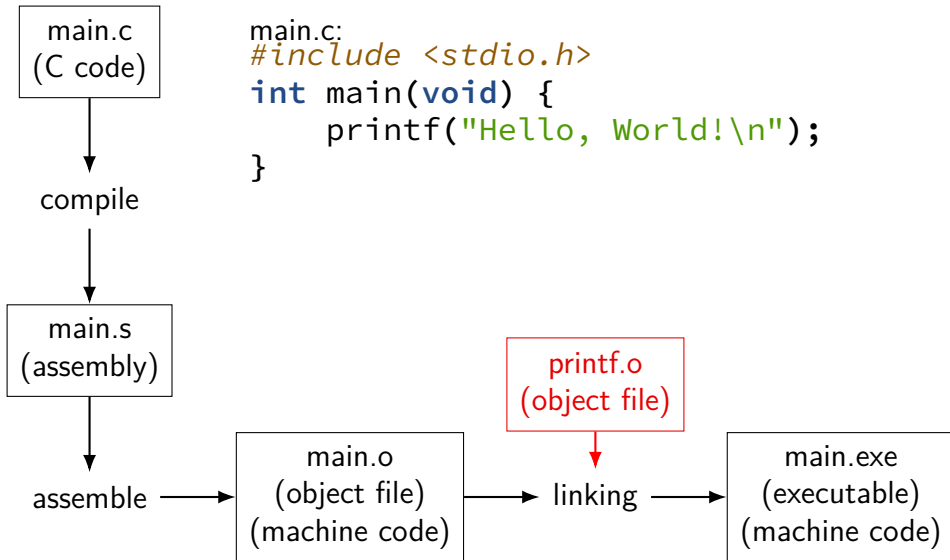 main.c
(C code)
main.c:
#include <stdio.h>
int main(void) {
    printf("Hello, World!\n");
}
compile
main.s
(assembly)
printf.o
(object file)
assemble
main.o
(object file)
(machine code)
linking
main.exe
(executable)
(machine code)